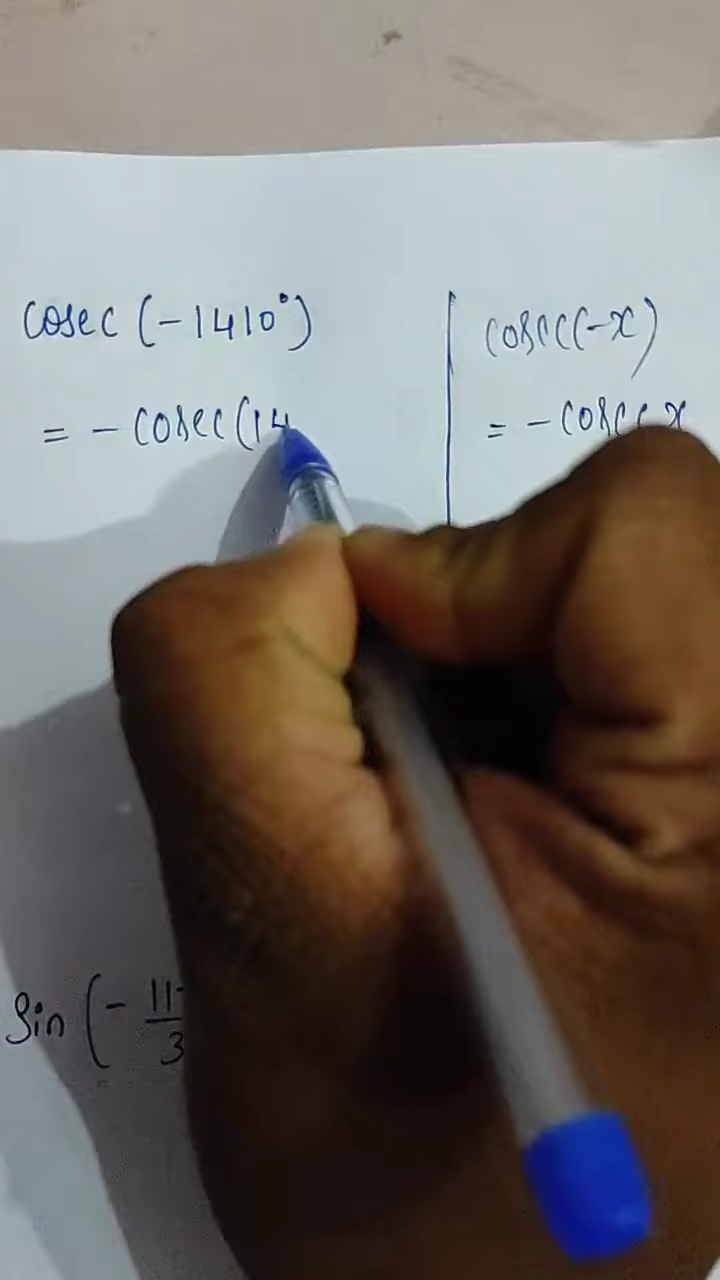 cosec (-1410°)
= - cosec (14
cosec(-x)
= - cosec x
sin (- 11
3